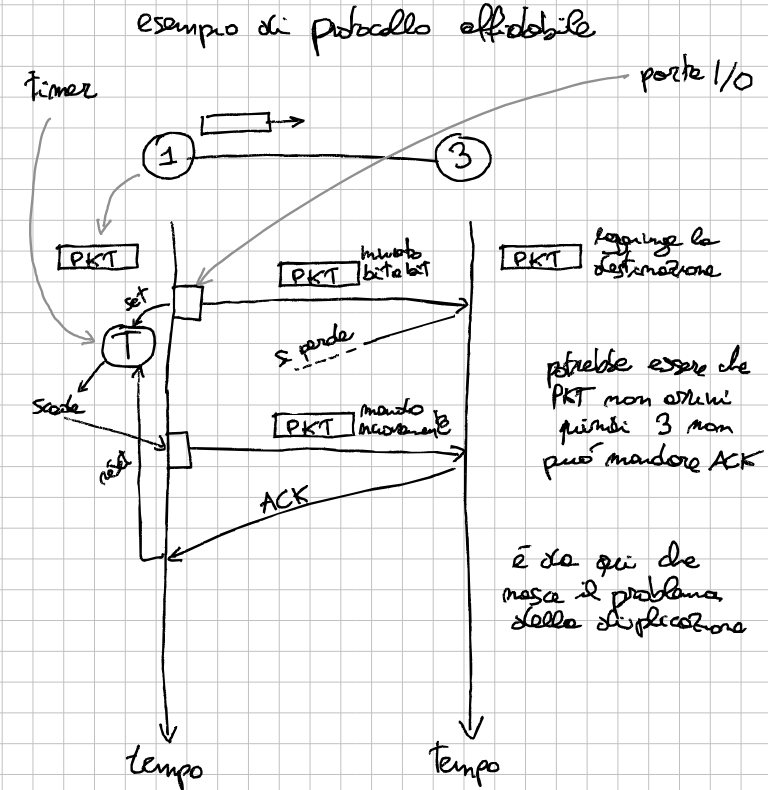 esempio di protocollo affidabile
timer
porta I/O
1
3
PKT
PKT
inviato
bit a bit
PKT
raggiunge la
destinazione
set
T
si perde
scade
PKT
mando
nuovamente
reset
potrebbe essere che
PKT non arrivi
quindi 3 non
può mandare ACK
ACK
è da qui che
nasce il problema
della duplicazione
tempo
tempo